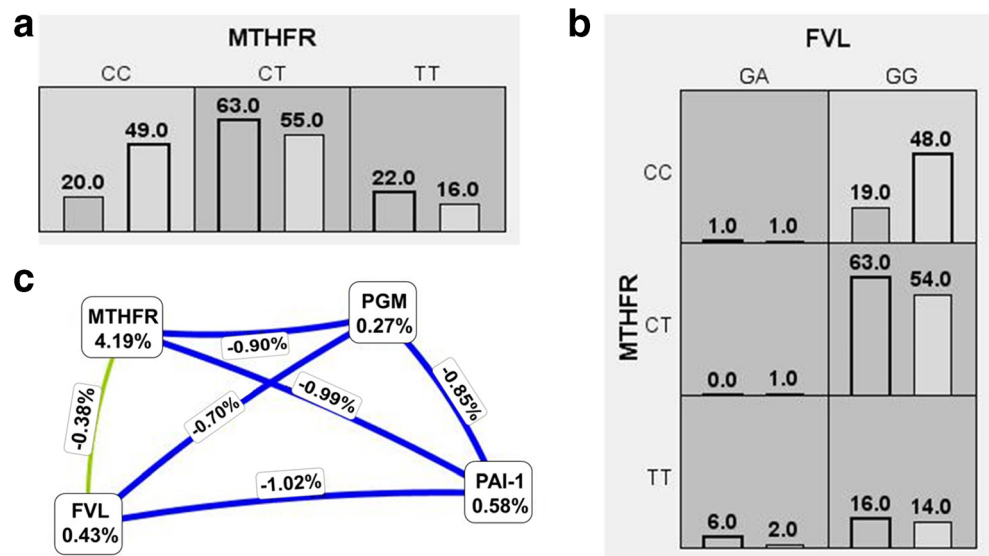 a
MTHFR
CC CT TT
20.0 49.0 63.0 55.0 22.0 16.0
b
FVL
GA GG
MTHFR
CC
1.0 1.0 19.0 48.0
CT
0.0 1.0 63.0 54.0
TT
6.0 2.0 16.0 14.0
c
MTHFR
4.19%
PGM
0.27%
-0.90%
-0.38%
-0.70%
-0.99%
-0.85%
-1.02%
FVL
0.43%
PAI-1
0.58%